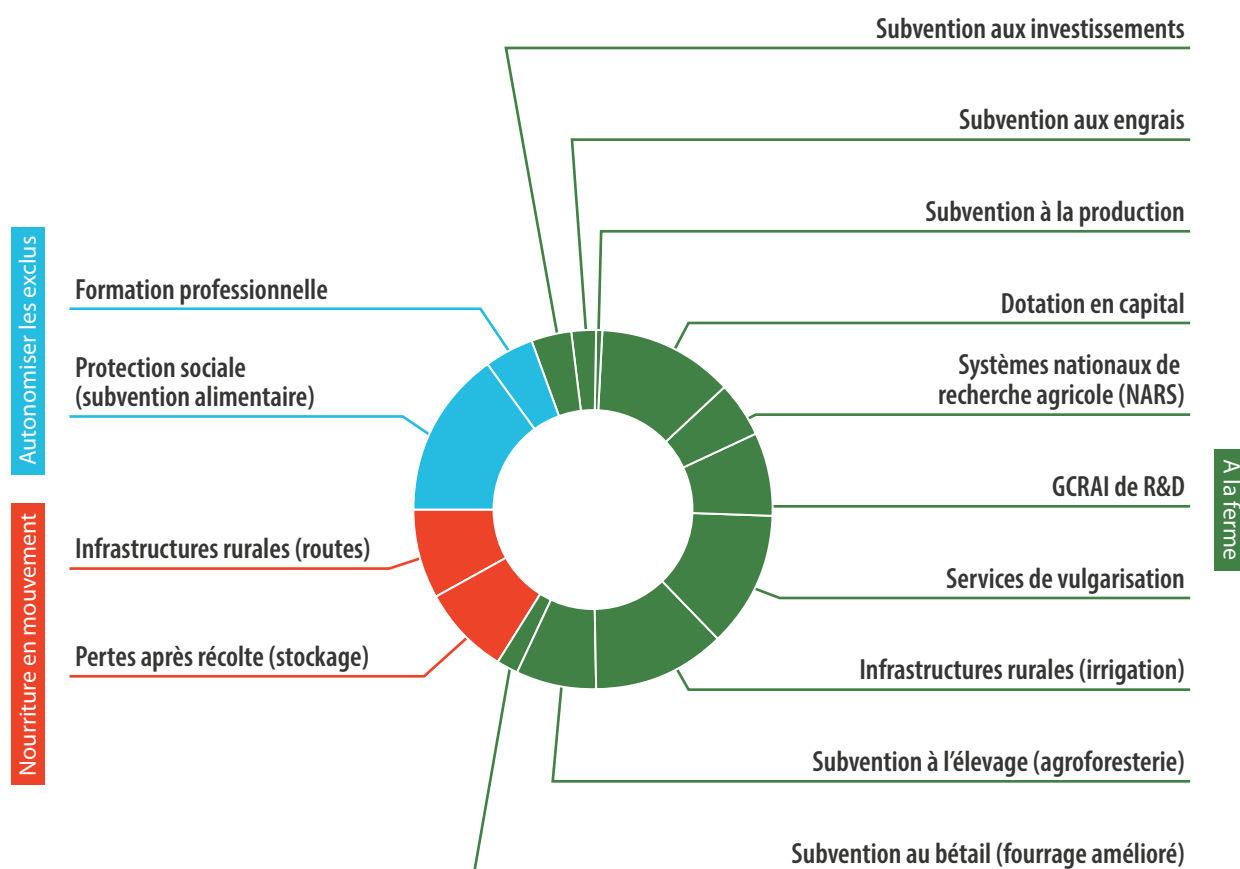 Subvention aux investissements
Subvention aux engrais
Subvention à la production
Dotation en capital
Systèmes nationaux de
recherche agricole (NARS)
GCRAI de R&D
Services de vulgarisation
Infrastructures rurales (irrigation)
Subvention à l'élevage (agroforesterie)
Subvention au bétail (fourrage amélioré)
A la ferme
Autonomiser les exclus
Formation professionnelle
Protection sociale
(subvention alimentaire)
Nourriture en mouvement
Infrastructures rurales (routes)
Pertes après récolte (stockage)